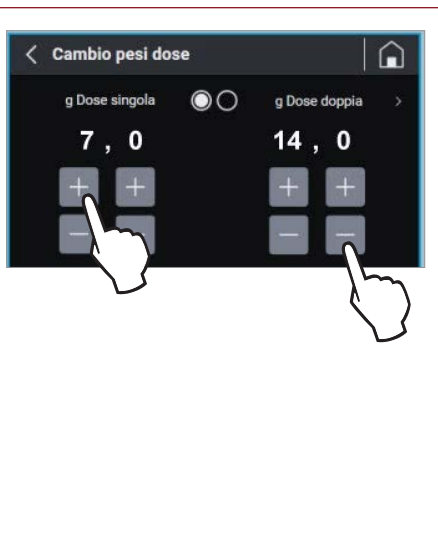 Cambio pesi dose
g Dose singola g Dose doppia
7 , 0 14 , 0
+ + + +
− − − −